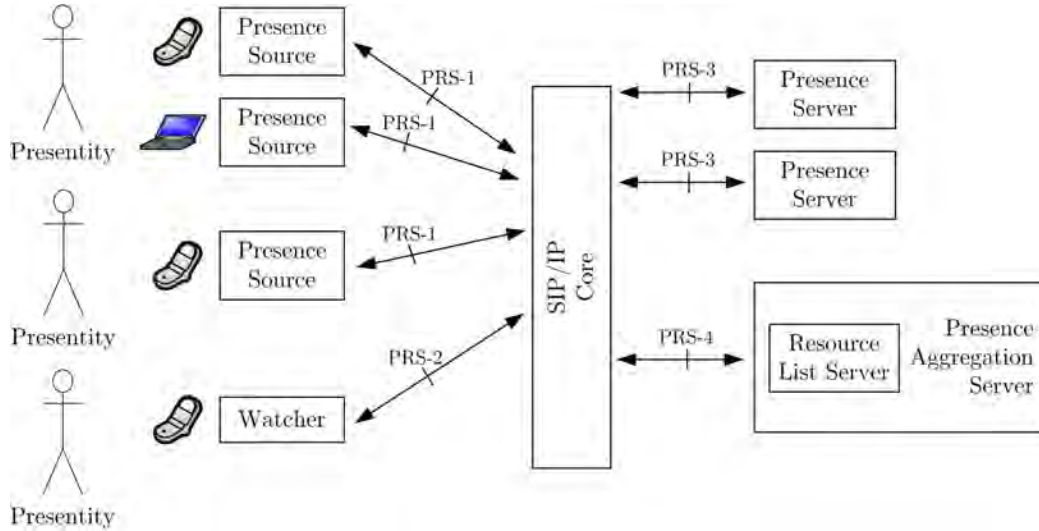 Presence
Source
PRS-1
Presentity
Presence
Source
PRS-1
Presence
Source
PRS-1
Presentity
PRS-2
Watcher
Presentity
SIP/IP
Core
PRS-3
Presence
Server
PRS-3
Presence
Server
PRS-4
Resource
List Server
Presence
Aggregation
Server